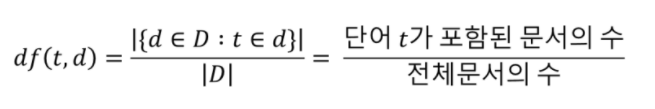 df(t, d) = |{d ∈ D : t ∈ d}| / |D| = 단어 t가 포함된 문서의 수 / 전체문서의 수